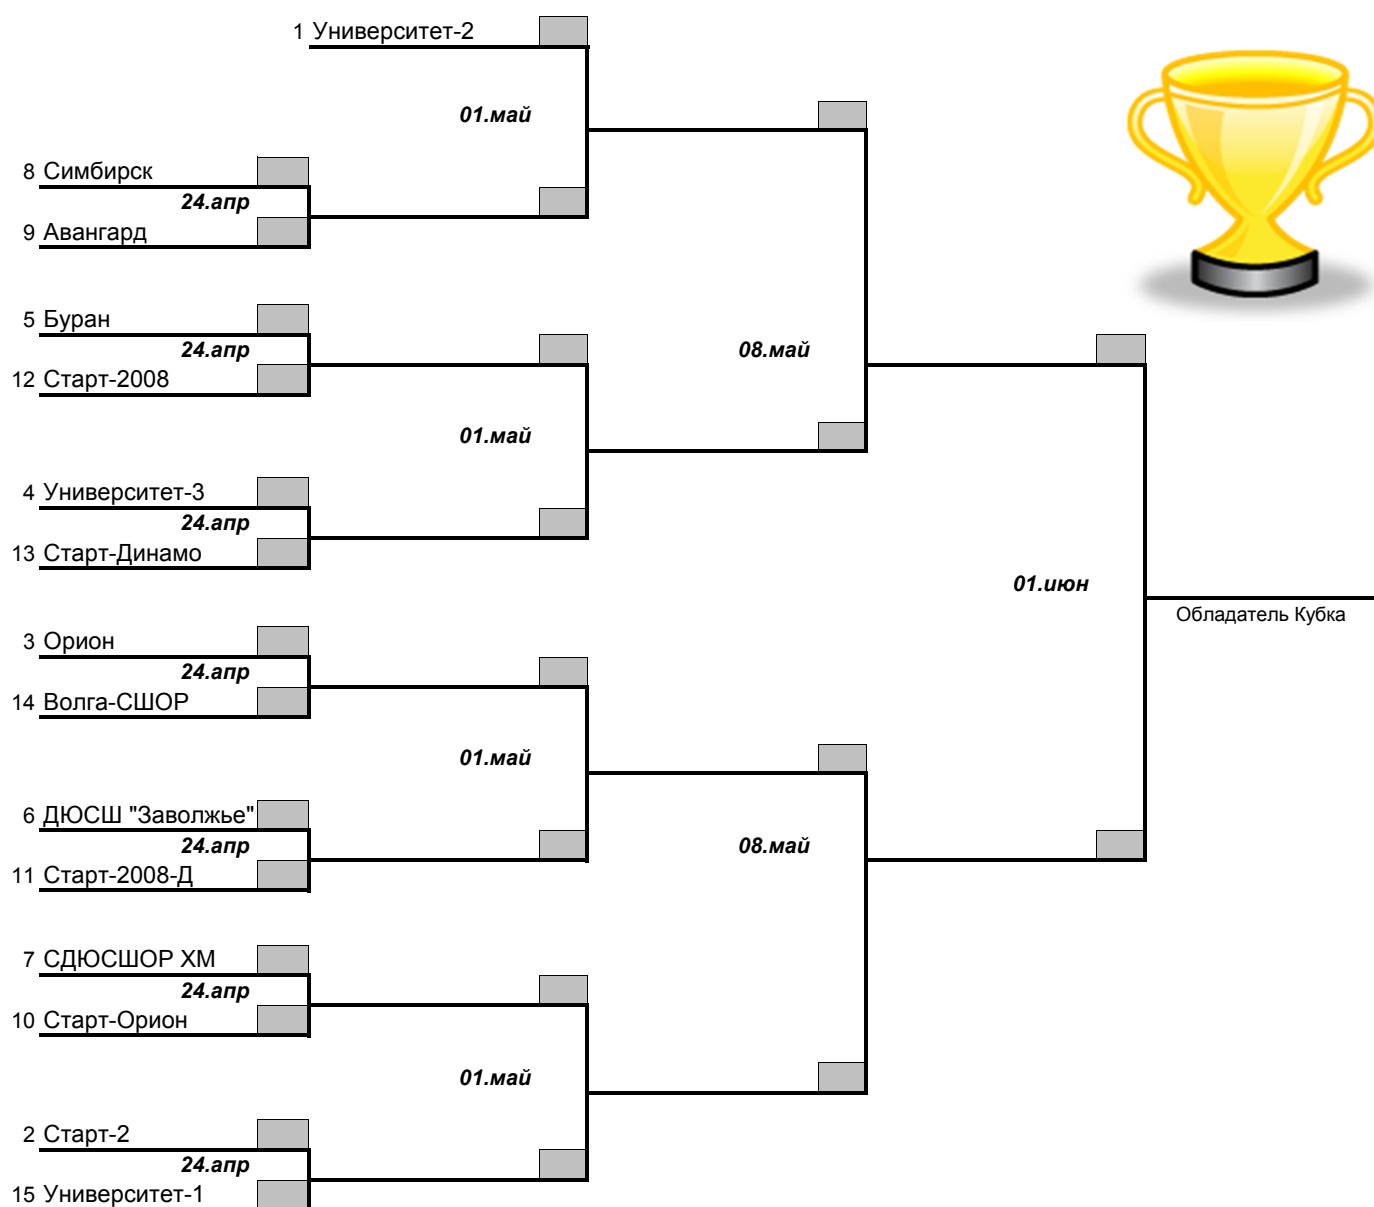 1 Университет-2
01.май
8 Симбирск
24.апр
9 Авангард
5 Буран
24.апр
08.май
12 Старт-2008
01.май
4 Университет-3
24.апр
13 Старт-Динамо
01.июн
Обладатель Кубка
3 Орион
24.апр
14 Волга-СШОР
01.май
6 ДЮСШ "Заволжье"
24.апр
08.май
11 Старт-2008-Д
7 СДЮСШОР ХМ
24.апр
10 Старт-Орион
01.май
2 Старт-2
24.апр
15 Университет-1